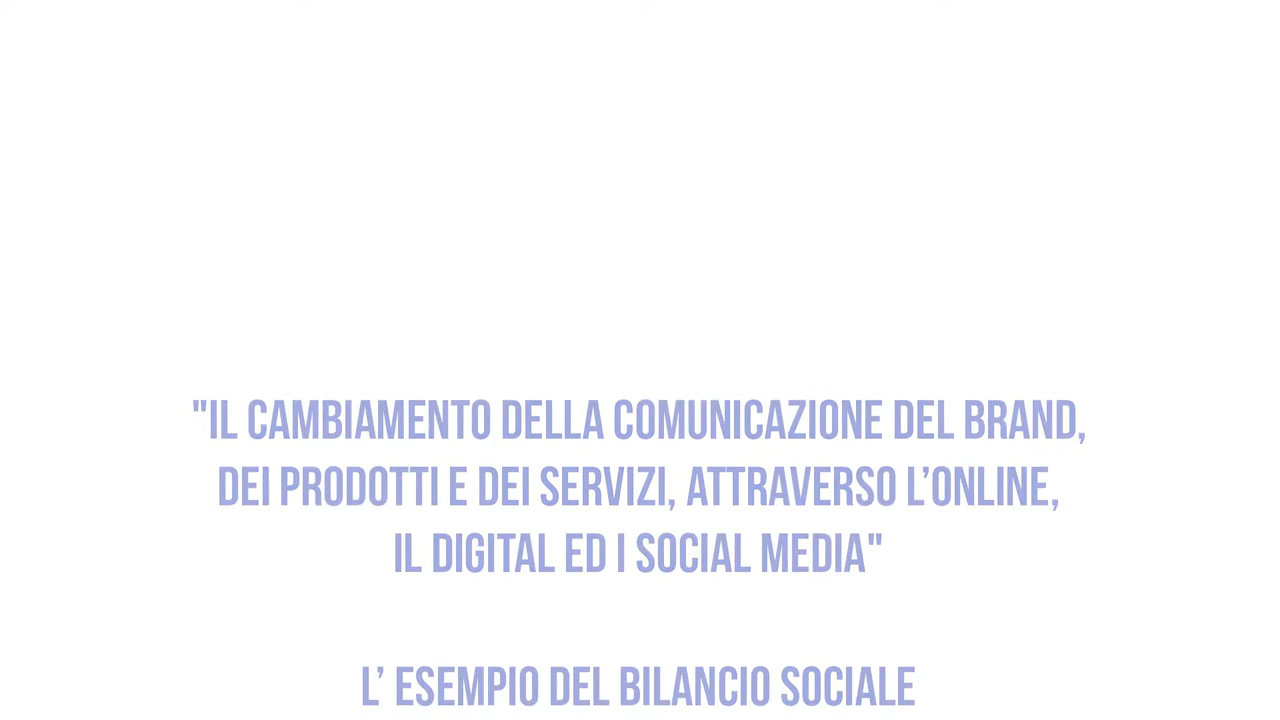 "IL CAMBIAMENTO DELLA COMUNICAZIONE DEL BRAND,
DEI PRODOTTI E DEI SERVIZI, ATTRAVERSO L’ONLINE,
IL DIGITAL ED I SOCIAL MEDIA"
L’ ESEMPIO DEL BILANCIO SOCIALE